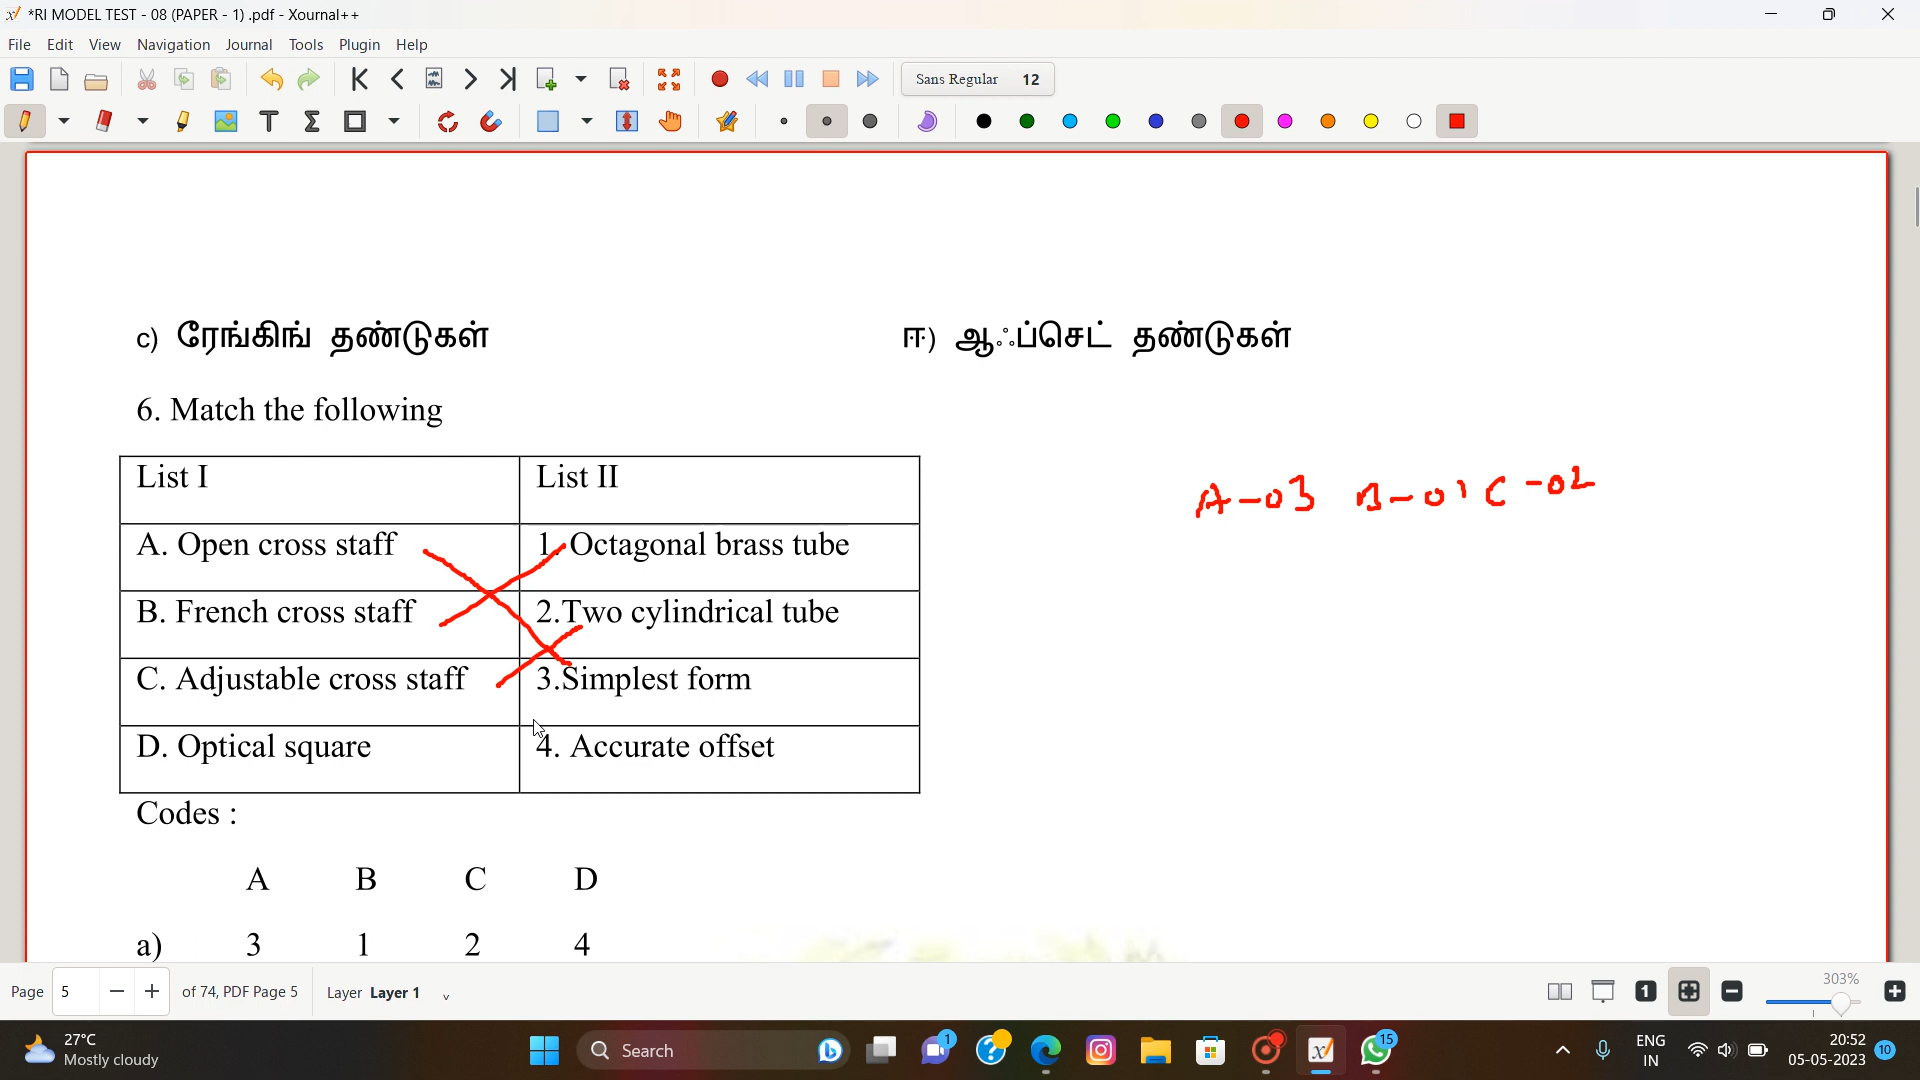 *RI MODEL TEST - 08 (PAPER - 1) .pdf - Xournal++
File Edit View Navigation Journal Tools Plugin Help
Sans Regular 12
c) ரேங்கிங் தண்டுகள் ஈ) ஆஃப்செட் தண்டுகள்
6. Match the following
List I List II
A. Open cross staff 1. Octagonal brass tube
B. French cross staff 2.Two cylindrical tube
C. Adjustable cross staff 3.Simplest form
D. Optical square 4. Accurate offset
A-03 B-01 C-02
Codes :
A B C D
a) 3 1 2 4
Page 5 of 74, PDF Page 5 Layer Layer 1 303%
27°C
Mostly cloudy
Search
1
15
ENG
IN
20:52
05-05-2023
10